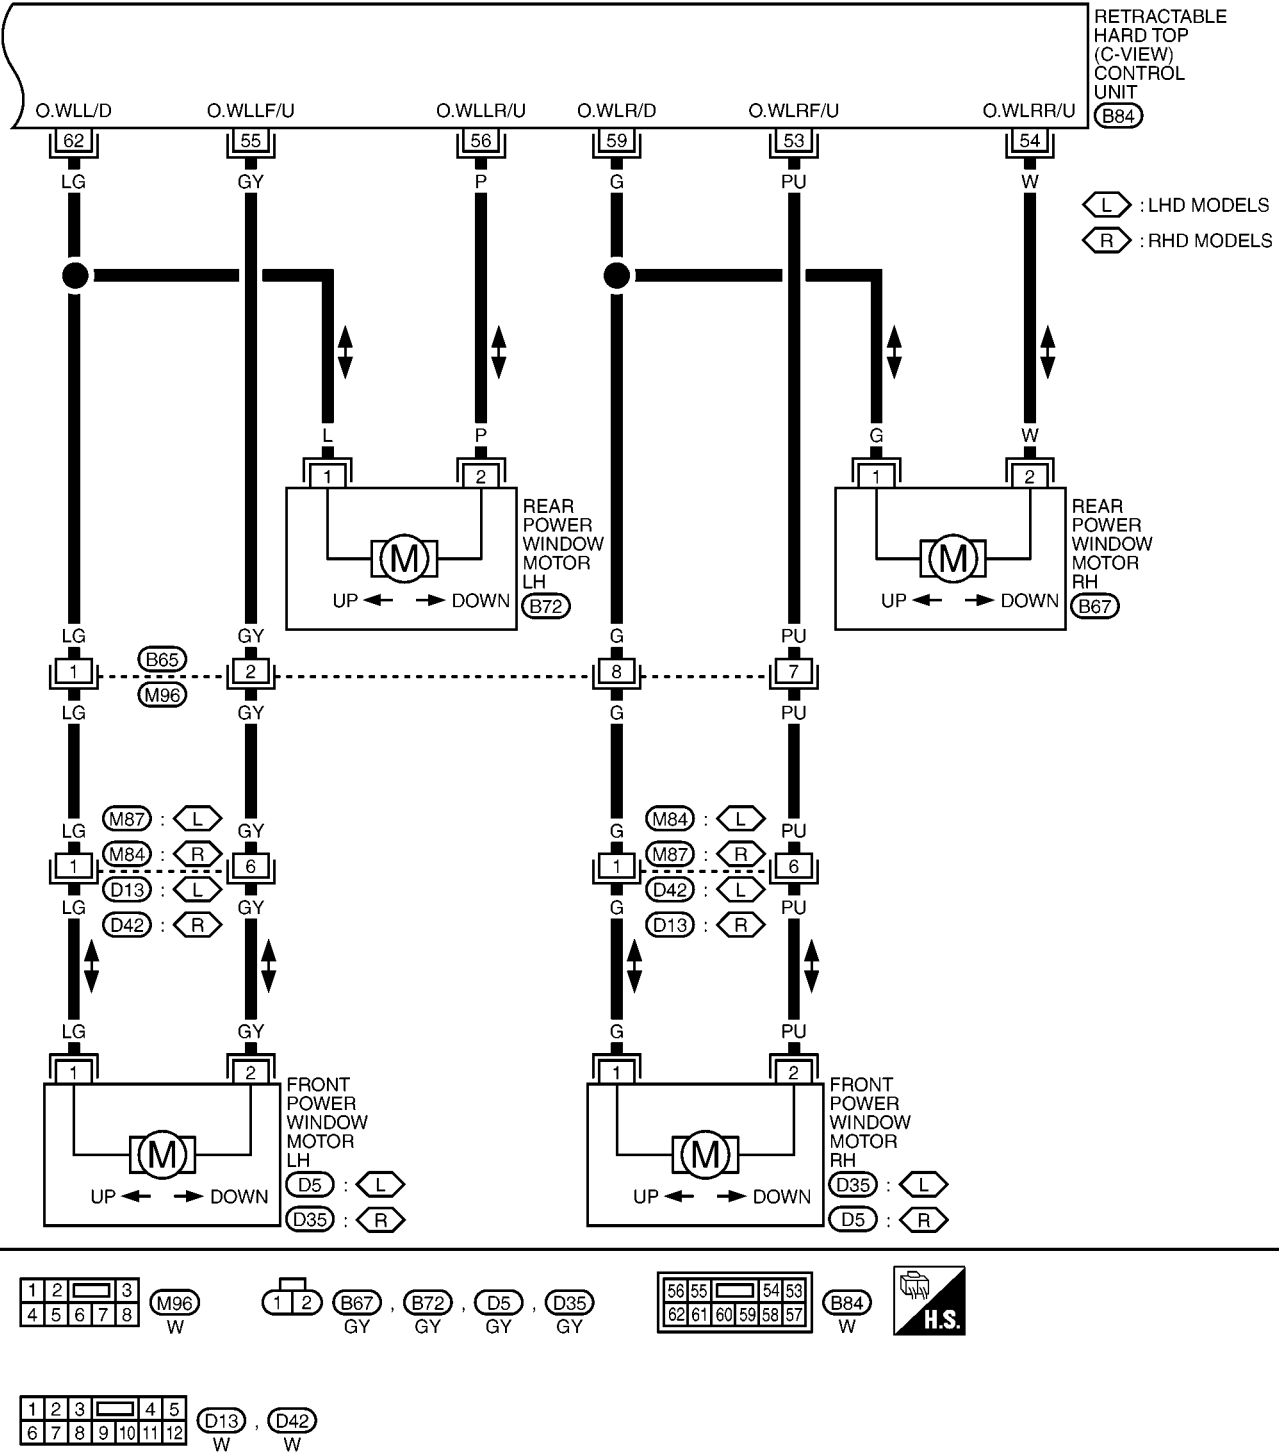 RETRACTABLE
HARD TOP
(C-VIEW)
CONTROL
UNIT
B84
O.WLL/D O.WLLF/U O.WLLR/U O.WLR/D O.WLRF/U O.WLRR/U
62 55 56 59 53 54
LG GY P G PU W
L : LHD MODELS
R : RHD MODELS
L P G W
1 2 1 2
REAR
POWER
WINDOW
MOTOR
LH
B72
M
UP DOWN
REAR
POWER
WINDOW
MOTOR
RH
B67
M
UP DOWN
LG GY G PU
1 B65 2 8 7
M96
LG GY G PU
M87 : L M84 : L
LG GY G PU
M84 : R M87 : R
1 6 1 6
D13 : L D42 : L
LG GY G PU
D42 : R D13 : R
LG GY G PU
1 2 1 2
FRONT
POWER
WINDOW
MOTOR
LH
D5 : L
D35 : R
M
UP DOWN
FRONT
POWER
WINDOW
MOTOR
RH
D35 : L
D5 : R
M
UP DOWN
1 2 3
4 5 6 7 8
M96
W
1 2
B67 , B72 , D5 , D35
GY GY GY GY
56 55 54 53
62 61 60 59 58 57
B84
W
H.S.
1 2 3 4 5
6 7 8 9 10 11 12
D13 , D42
W W